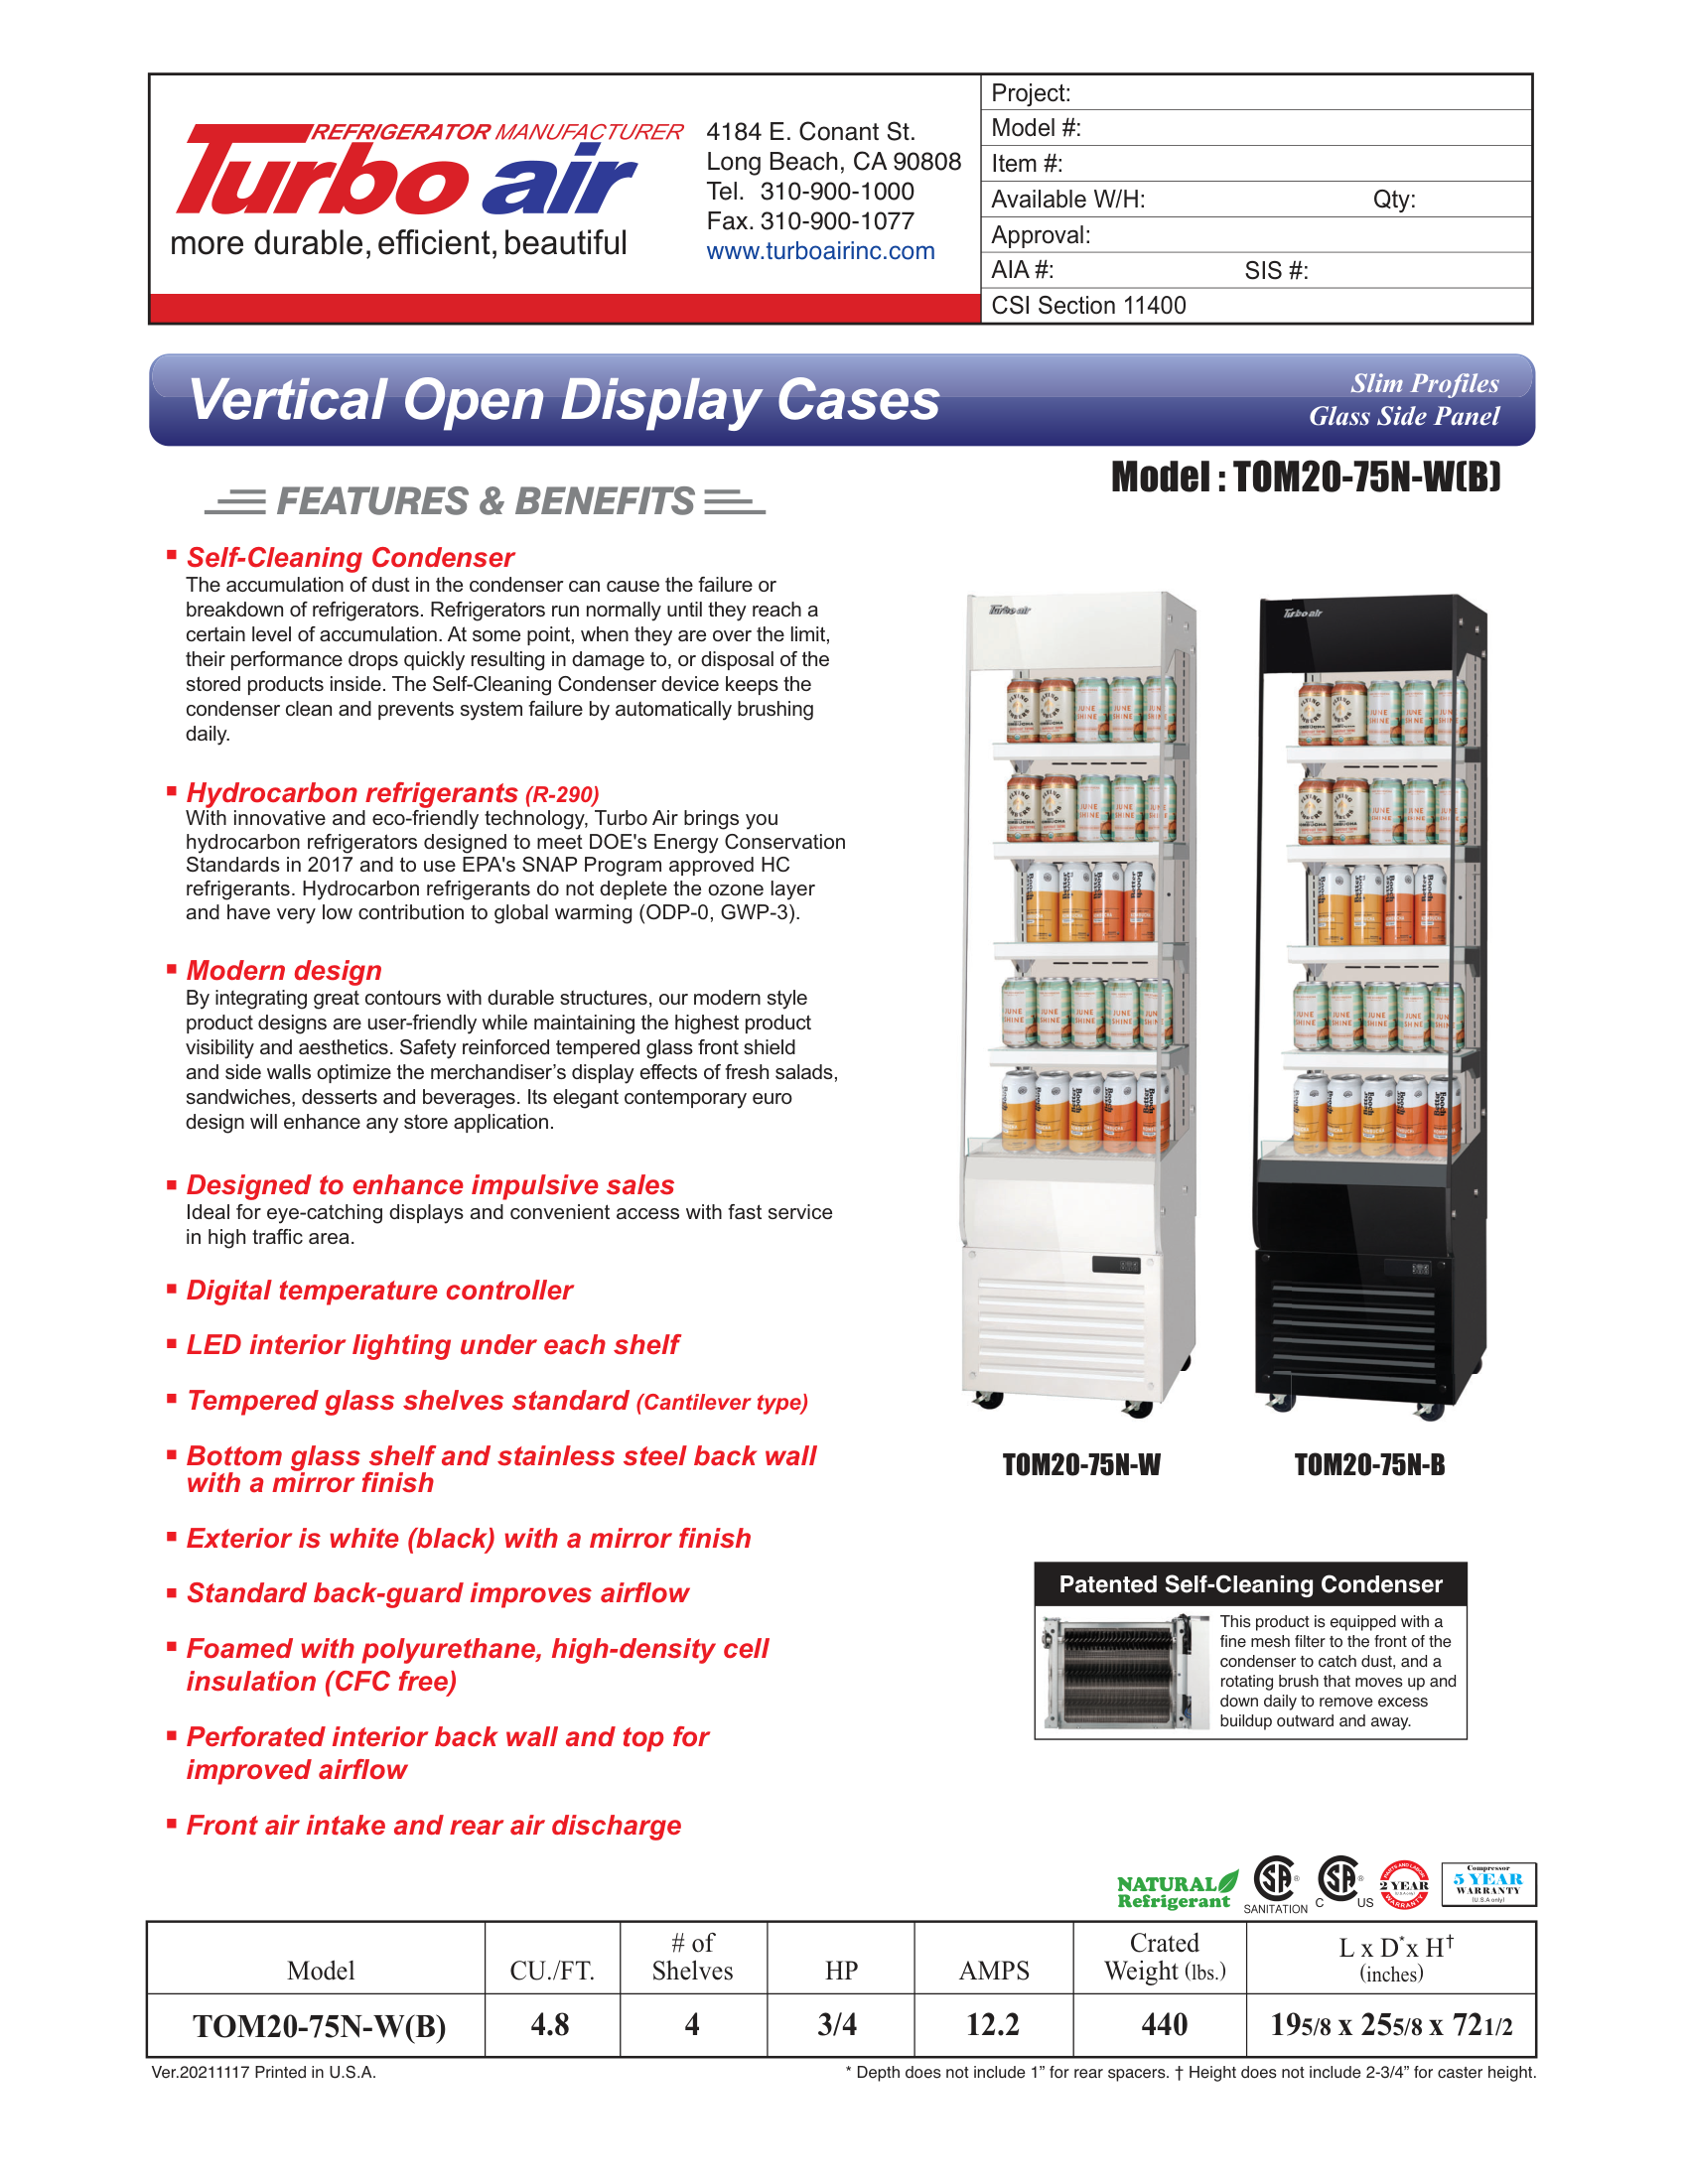 REFRIGERATOR MANUFACTURER
Turbo air
more durable, efficient, beautiful
4184 E. Conant St.
Long Beach, CA 90808
Tel. 310-900-1000
Fax. 310-900-1077
www.turboairinc.com
Project:
Model #:
Item #:
Available W/H: Qty:
Approval:
AIA #: SIS #:
CSI Section 11400
Vertical Open Display Cases
Slim Profiles
Glass Side Panel
Model : TOM20-75N-W(B)
FEATURES & BENEFITS
Self-Cleaning Condenser
The accumulation of dust in the condenser can cause the failure or
breakdown of refrigerators. Refrigerators run normally until they reach a
certain level of accumulation. At some point, when they are over the limit,
their performance drops quickly resulting in damage to, or disposal of the
stored products inside. The Self-Cleaning Condenser device keeps the
condenser clean and prevents system failure by automatically brushing
daily.
Hydrocarbon refrigerants (R-290)
With innovative and eco-friendly technology, Turbo Air brings you
hydrocarbon refrigerators designed to meet DOE's Energy Conservation
Standards in 2017 and to use EPA's SNAP Program approved HC
refrigerants. Hydrocarbon refrigerants do not deplete the ozone layer
and have very low contribution to global warming (ODP-0, GWP-3).
Modern design
By integrating great contours with durable structures, our modern style
product designs are user-friendly while maintaining the highest product
visibility and aesthetics. Safety reinforced tempered glass front shield
and side walls optimize the merchandiser’s display effects of fresh salads,
sandwiches, desserts and beverages. Its elegant contemporary euro
design will enhance any store application.
Designed to enhance impulsive sales
Ideal for eye-catching displays and convenient access with fast service
in high traffic area.
Digital temperature controller
LED interior lighting under each shelf
Tempered glass shelves standard (Cantilever type)
Bottom glass shelf and stainless steel back wall
with a mirror finish
Exterior is white (black) with a mirror finish
Standard back-guard improves airflow
Foamed with polyurethane, high-density cell
insulation (CFC free)
Perforated interior back wall and top for
improved airflow
Front air intake and rear air discharge
Turbo air
Turbo air
JUNE SHINE
TOM20-75N-W
TOM20-75N-B
Patented Self-Cleaning Condenser
This product is equipped with a
fine mesh filter to the front of the
condenser to catch dust, and a
rotating brush that moves up and
down daily to remove excess
buildup outward and away.
NATURAL
Refrigerant
SANITATION
C US
PARTS AND LABOR
2 YEAR
(U.S.A only)
WARRANTY
Compressor
5 YEAR
WARRANTY
(U.S.A only)
Model CU./FT. # of Shelves HP AMPS Crated Weight (lbs.) L x D* x H† (inches)
TOM20-75N-W(B) 4.8 4 3/4 12.2 440 195/8 x 255/8 x 721/2
Ver.20211117 Printed in U.S.A.
* Depth does not include 1” for rear spacers. † Height does not include 2-3/4” for caster height.